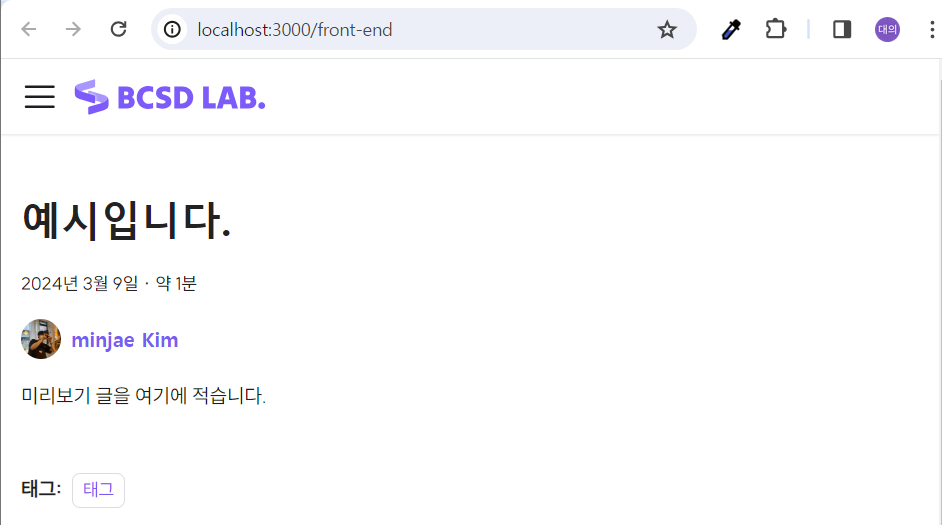 localhost:3000/front-end
대의
BCSD LAB.
예시입니다.
2024년 3월 9일 · 약 1분
minjae Kim
미리보기 글을 여기에 적습니다.
태그: 태그